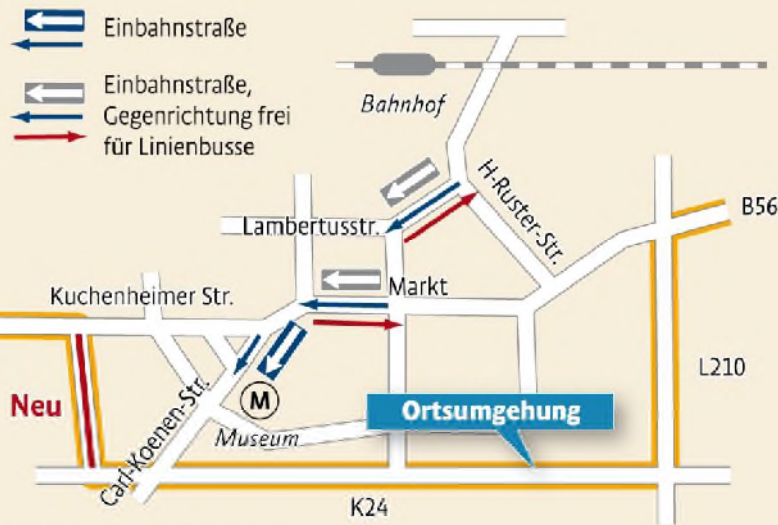 Einbahnstraße
Einbahnstraße,
Gegenrichtung frei
für Linienbusse
Bahnhof
H-Ruster-Str.
B56
Lambertusstr.
Markt
Kuchenheimer Str.
L210
Neu
M
Ortsumgehung
Carl-Koenen-Str.
Museum
K24